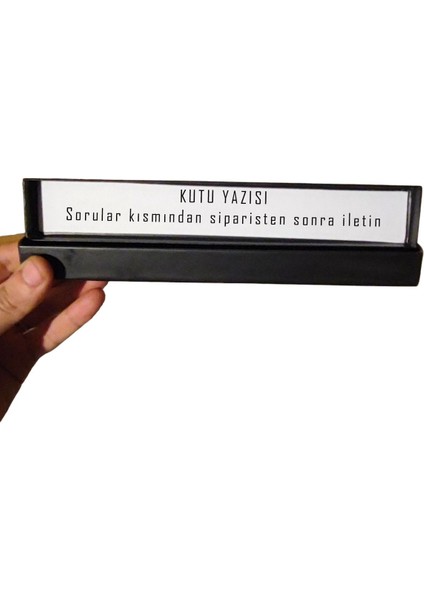 KUTU YAZISI
Sorular kısmından siparisten sonra iletin